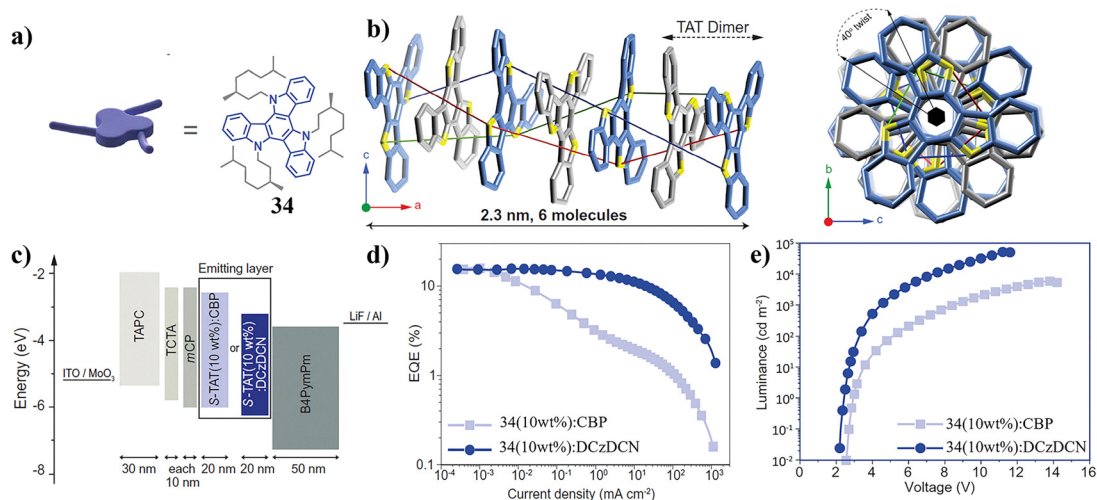 a)
=
N
N
N
34
b)
TAT Dimer
c
a
2.3 nm, 6 molecules
40° twist
b
c
c)
Energy (eV)
-2
-4
-6
-8
ITO / MoO3
TAPC
TCTA
mCP
Emitting layer
S-TAT(10 wt%):CBP
or
S-TAT(10 wt%)
:DCzDCN
B4PymPm
LiF / Al
30 nm
each
10 nm
20 nm
20 nm
50 nm
d)
EQE (%)
10
1
0.1
34(10wt%):CBP
34(10wt%):DCzDCN
10-4 10-3 10-2 10-1 100 101 102 103
Current density (mA cm-2)
e)
Luminance (cd m-2)
105
104
103
102
101
100
10-1
10-2
34(10wt%):CBP
34(10wt%):DCzDCN
0 2 4 6 8 10 12 14 16
Voltage (V)